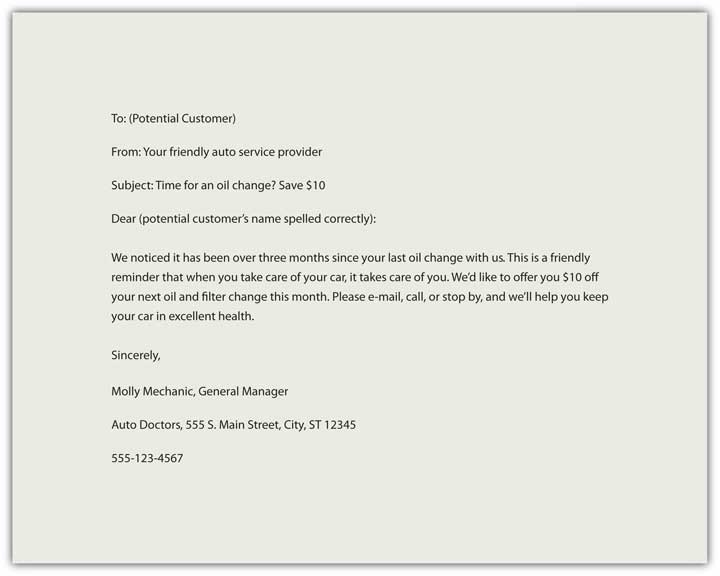 To: (Potential Customer)
From: Your friendly auto service provider
Subject: Time for an oil change? Save $10
Dear (potential customer’s name spelled correctly):
We noticed it has been over three months since your last oil change with us. This is a friendly
reminder that when you take care of your car, it takes care of you. We’d like to offer you $10 off
your next oil and filter change this month. Please e-mail, call, or stop by, and we’ll help you keep
your car in excellent health.
Sincerely,
Molly Mechanic, General Manager
Auto Doctors, 555 S. Main Street, City, ST 12345
555-123-4567